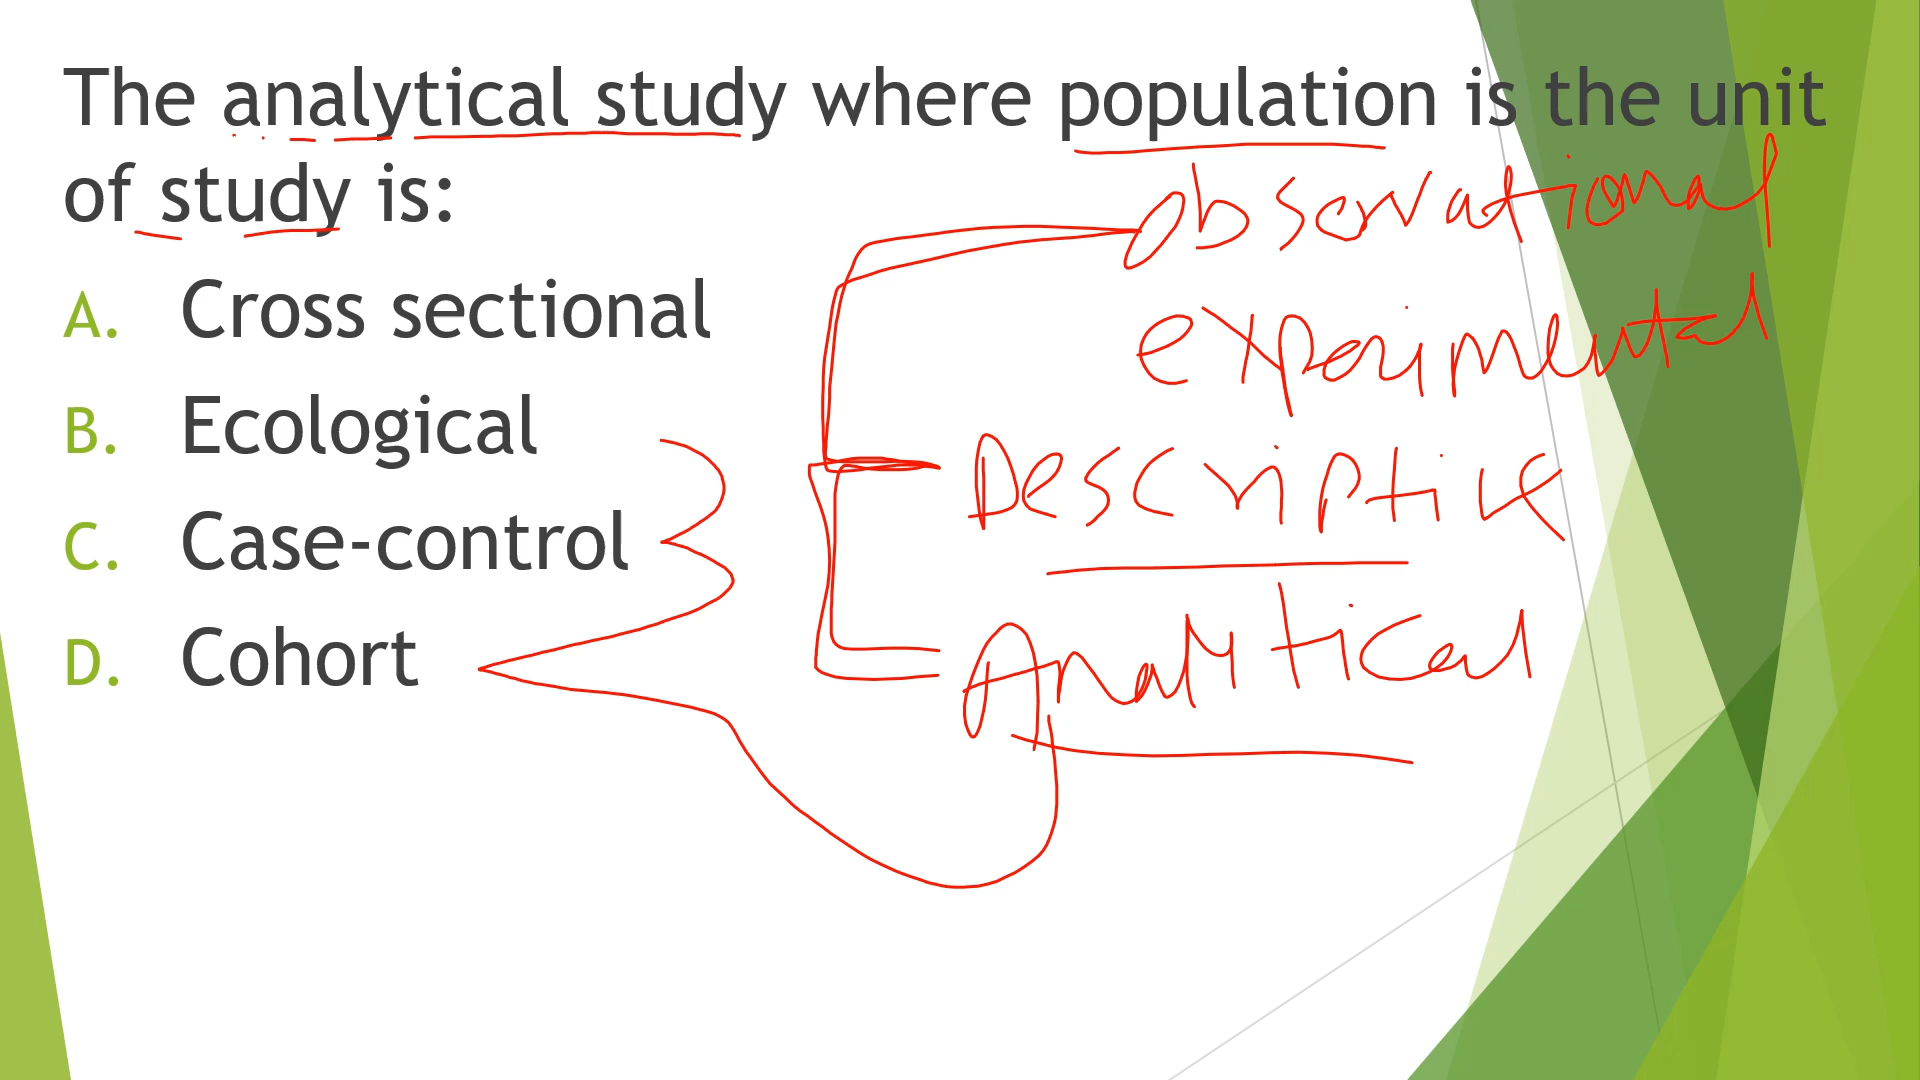 The analytical study where population is the unit
of study is:
observational
A. Cross sectional
experimental
B. Ecological
Descriptive
C. Case-control
D. Cohort
Analytical